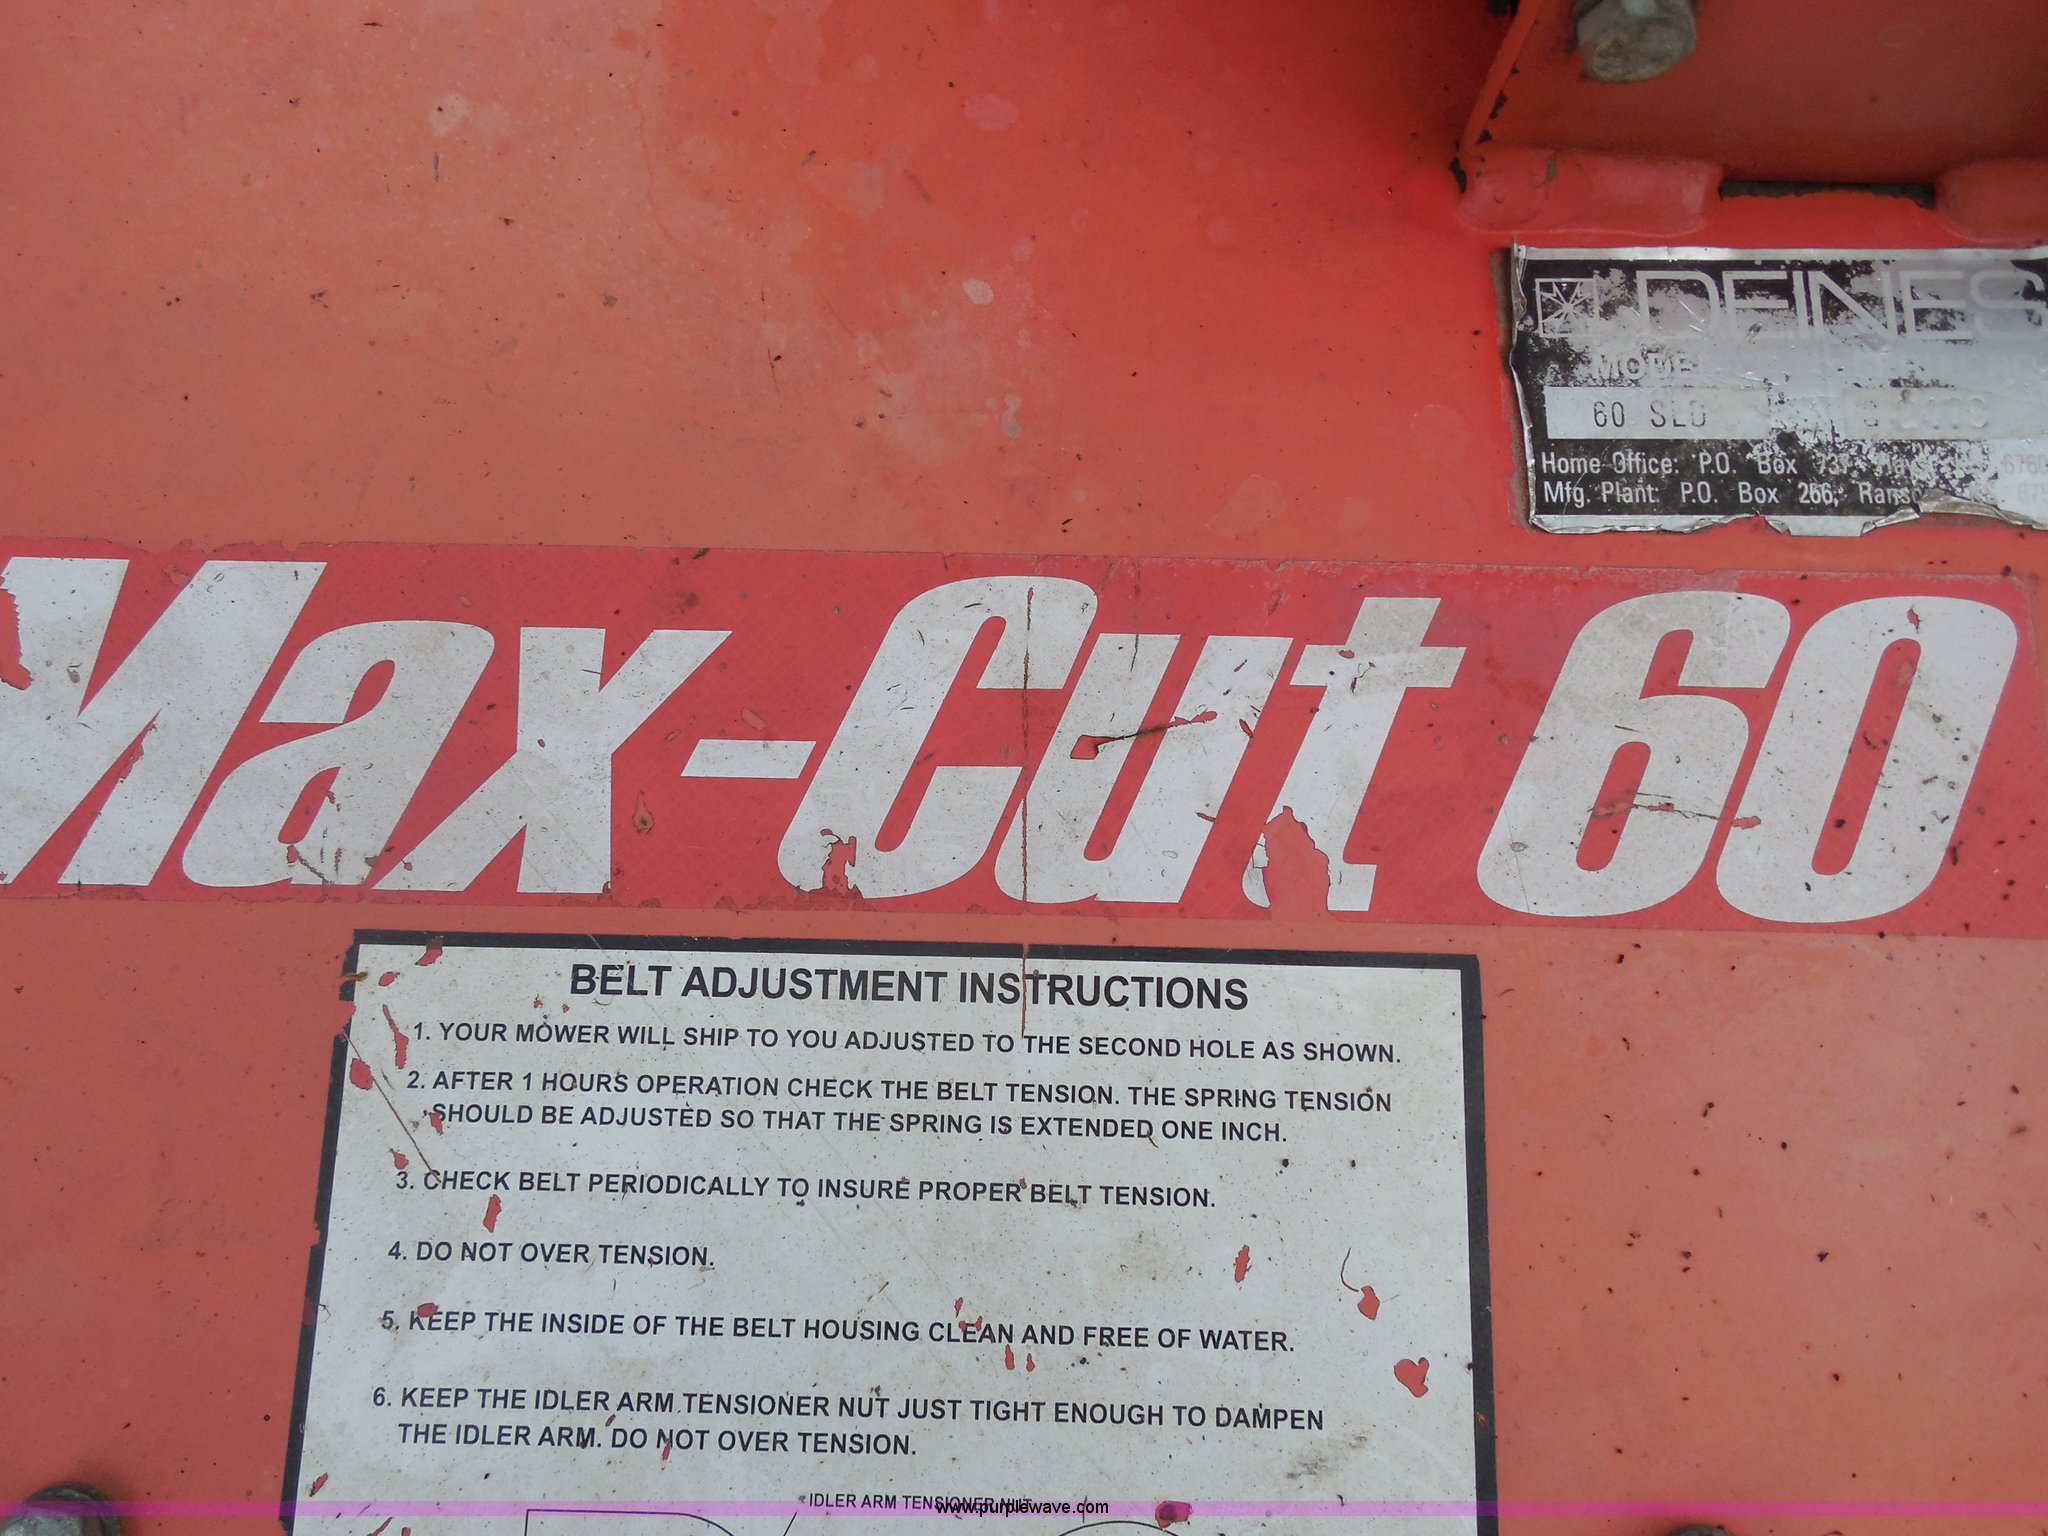 DEINES
MODEL
60 SLD
Home Office: P.O. Box 737,
Mfg. Plant: P.O. Box 266,
Max-Cut 60
BELT ADJUSTMENT INSTRUCTIONS
1. YOUR MOWER WILL SHIP TO YOU ADJUSTED TO THE SECOND HOLE AS SHOWN.
2. AFTER 1 HOURS OPERATION CHECK THE BELT TENSION. THE SPRING TENSION
SHOULD BE ADJUSTED SO THAT THE SPRING IS EXTENDED ONE INCH.
3. CHECK BELT PERIODICALLY TO INSURE PROPER BELT TENSION.
4. DO NOT OVER TENSION.
5. KEEP THE INSIDE OF THE BELT HOUSING CLEAN AND FREE OF WATER.
6. KEEP THE IDLER ARM TENSIONER NUT JUST TIGHT ENOUGH TO DAMPEN
THE IDLER ARM. DO NOT OVER TENSION.
IDLER ARM TENSIONER NUT
www.purplewave.com